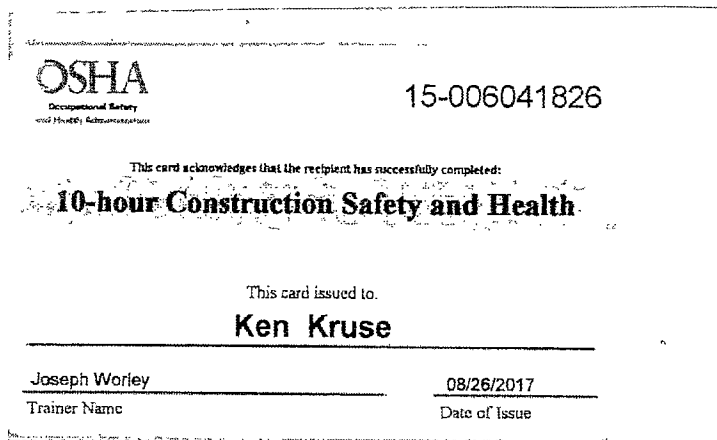 OSHA
Occupational Safety
and Health Administration
15-006041826
This card acknowledges that the recipient has successfully completed:
10-hour Construction Safety and Health
This card issued to.
Ken Kruse
Joseph Worley
08/26/2017
Trainer Name
Date of Issue